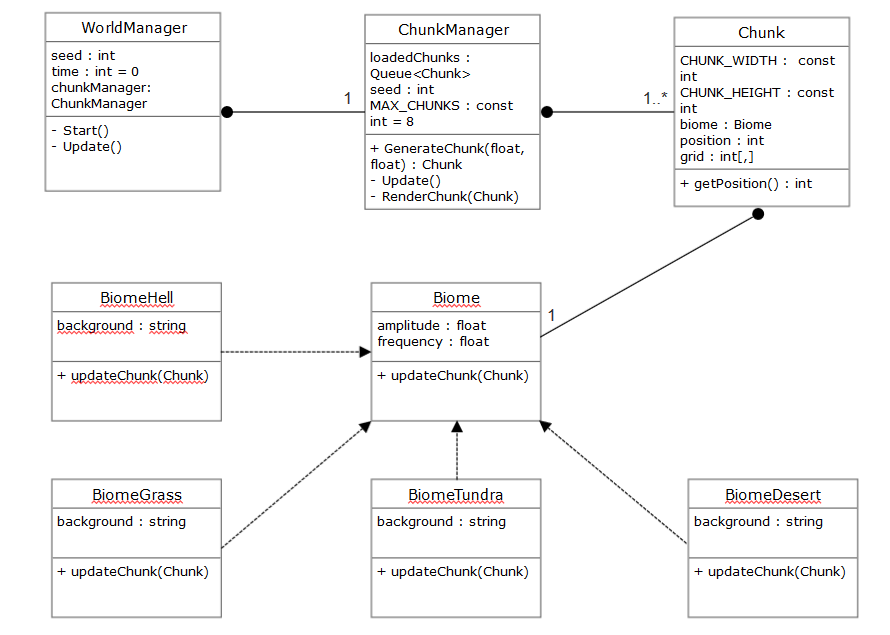 WorldManager
seed : int
time : int = 0
chunkManager:
ChunkManager
- Start()
- Update()
1
ChunkManager
loadedChunks :
Queue<Chunk>
seed : int
MAX_CHUNKS : const
int = 8
+ GenerateChunk(float,
float) : Chunk
- Update()
- RenderChunk(Chunk)
1..*
Chunk
CHUNK_WIDTH : const
int
CHUNK_HEIGHT : const
int
biome : Biome
position : int
grid : int[,]
+ getPosition() : int
BiomeHell
background : string
+ updateChunk(Chunk)
Biome
amplitude : float
frequency : float
+ updateChunk(Chunk)
1
BiomeGrass
background : string
+ updateChunk(Chunk)
BiomeTundra
background : string
+ updateChunk(Chunk)
BiomeDesert
background : string
+ updateChunk(Chunk)